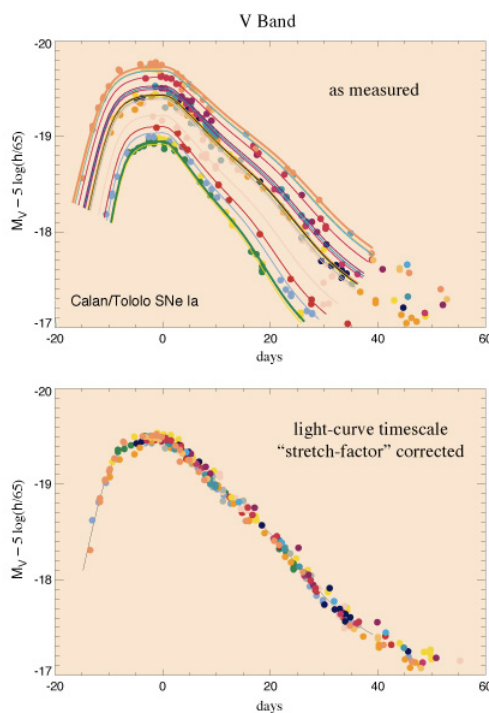 V Band
-20
-19
-18
-17
as measured
Calan/Tololo SNe Ia
M_V – 5 log(h/65)
-20 0 20 40 60
days
-20
-19
-18
-17
light-curve timescale
“stretch-factor” corrected
M_V – 5 log(h/65)
-20 0 20 40 60
days